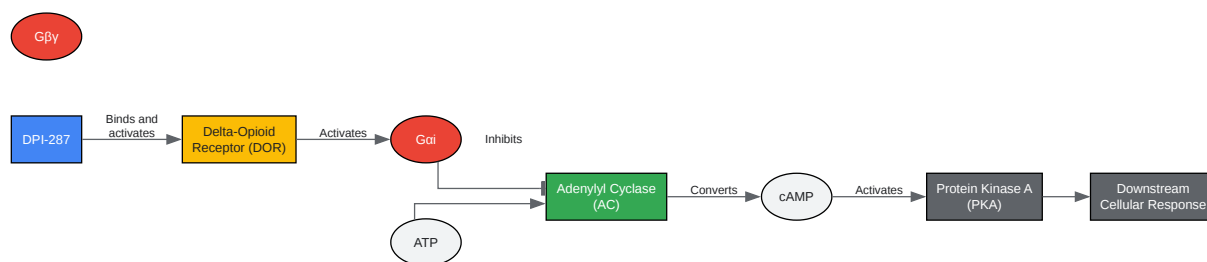 Gβγ
DPI-287
Binds and
activates
Delta-Opioid
Receptor (DOR)
Activates
Gαi
Inhibits
ATP
Adenylyl Cyclase
(AC)
Converts
cAMP
Activates
Protein Kinase A
(PKA)
Downstream
Cellular Response